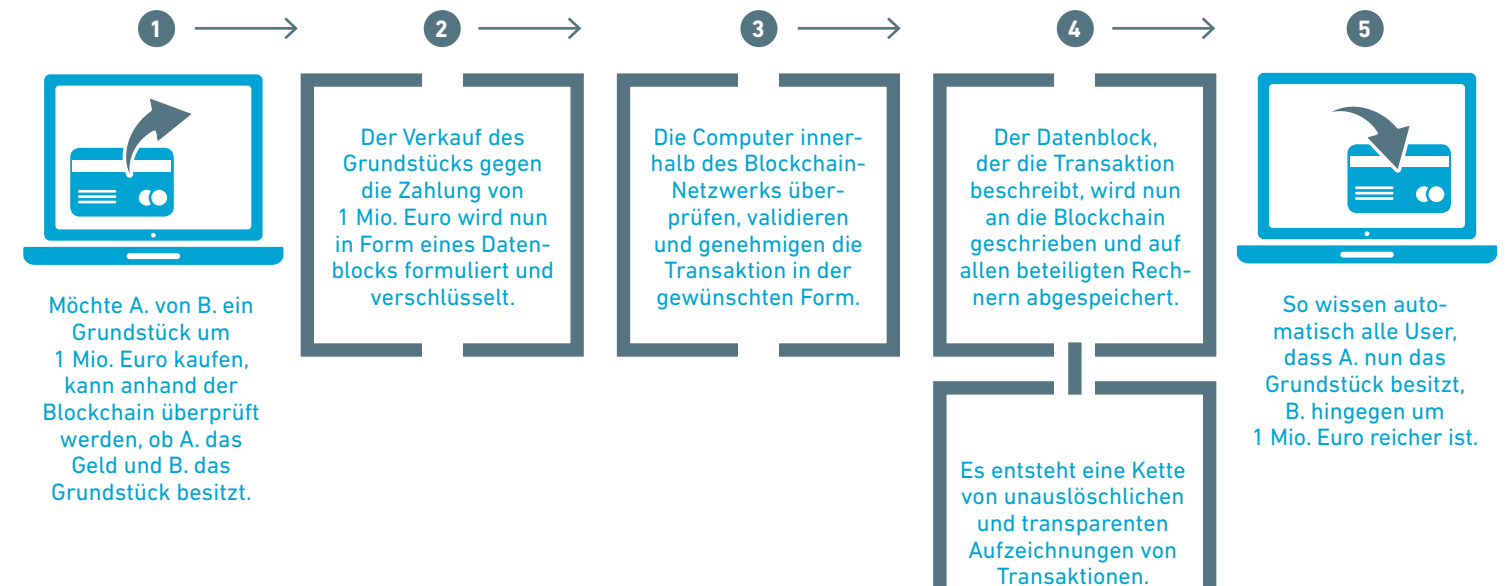 1
2
3
4
5
Möchte A. von B. ein
Grundstück um
1 Mio. Euro kaufen,
kann anhand der
Blockchain überprüft
werden, ob A. das
Geld und B. das
Grundstück besitzt.
Der Verkauf des
Grundstücks gegen
die Zahlung von
1 Mio. Euro wird nun
in Form eines Daten-
blocks formuliert und
verschlüsselt.
Die Computer inner-
halb des Blockchain-
Netzwerks über-
prüfen, validieren
und genehmigen die
Transaktion in der
gewünschten Form.
Der Datenblock,
der die Transaktion
beschreibt, wird nun
an die Blockchain
geschrieben und auf
allen beteiligten Rech-
nern abgespeichert.
Es entsteht eine Kette
von unauslöschlichen
und transparenten
Aufzeichnungen von
Transaktionen.
So wissen auto-
matisch alle User,
dass A. nun das
Grundstück besitzt,
B. hingegen um
1 Mio. Euro reicher ist.